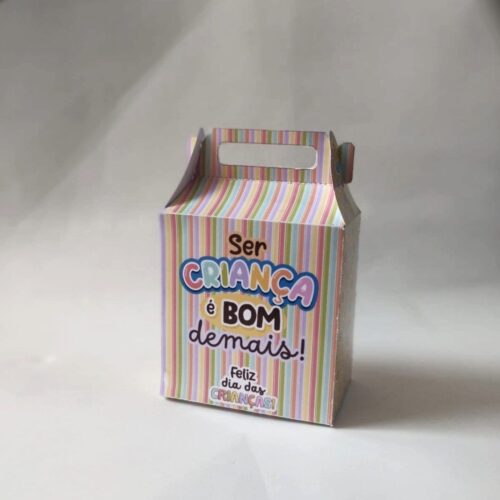 Ser
CRIANÇA
é BOM
demais!
Feliz
dia das
CRIANÇAS!